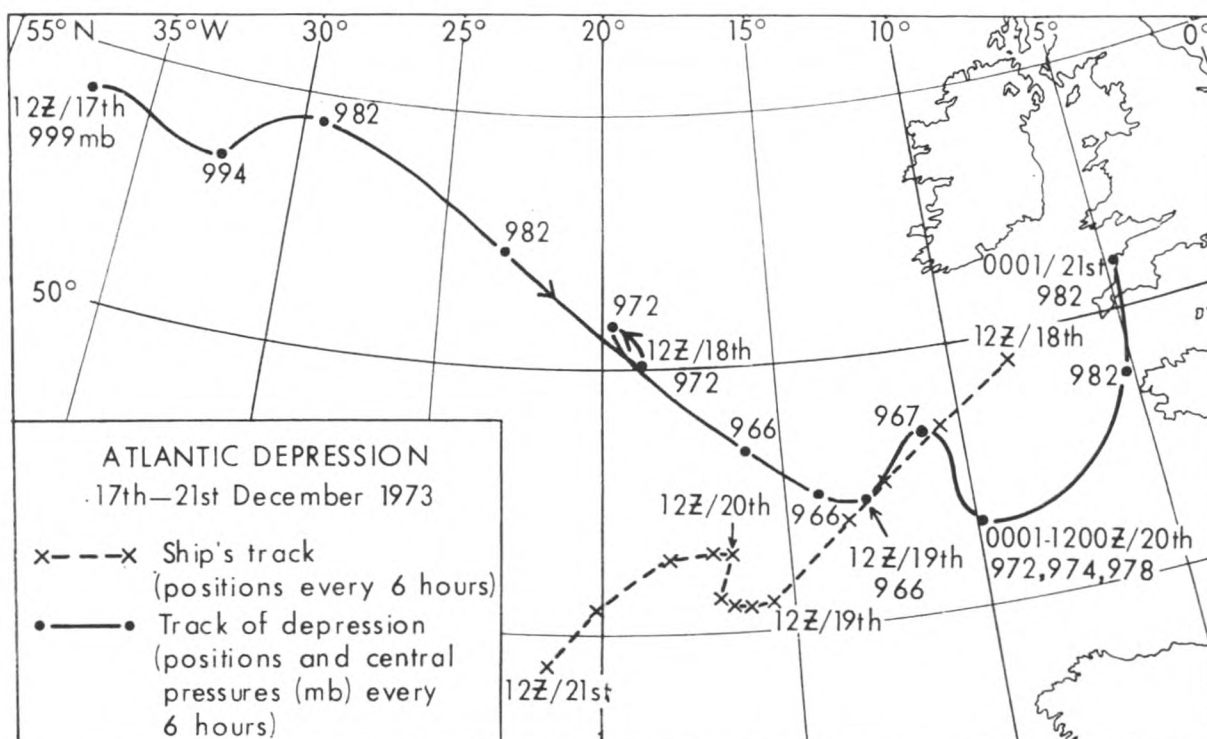 55°N 35°W 30° 25° 20° 15° 10° 5° 0°
12Z/17th
999mb
994
982
982
50°
972
12Z/18th
972
966
966
967
12Z/19th
966
0001/21st
982
12Z/18th
982
0001-1200Z/20th
972,974,978
12Z/20th
12Z/19th
12Z/21st
ATLANTIC DEPRESSION
17th—21st December 1973
Ship's track
(positions every 6 hours)
Track of depression
(positions and central
pressures (mb) every
6 hours)